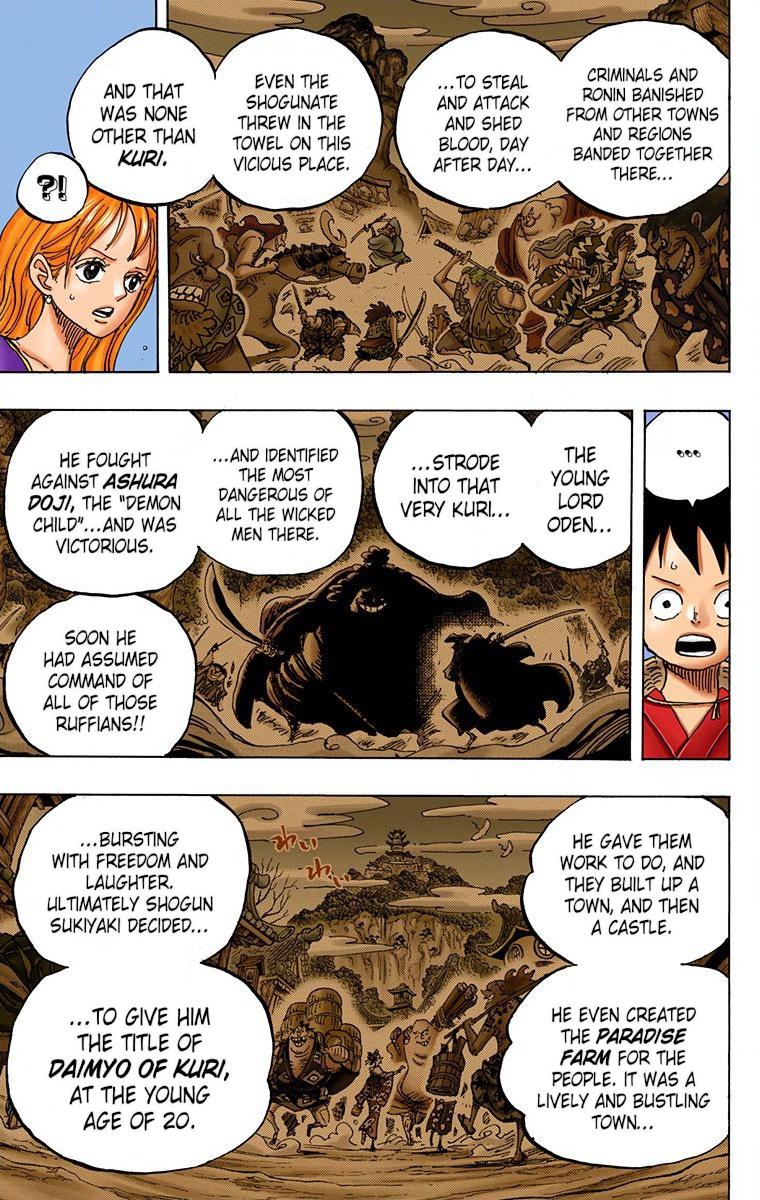 CRIMINALS AND
RONIN BANISHED
FROM OTHER TOWNS
AND REGIONS
BANDED TOGETHER
THERE...
...TO STEAL
AND ATTACK
AND SHED
BLOOD, DAY
AFTER DAY...
EVEN THE
SHOGUNATE
THREW IN THE
TOWEL ON THIS
VICIOUS PLACE.
AND THAT
WAS NONE
OTHER THAN
KURI.
?!
...
THE
YOUNG
LORD
ODEN...
...STRODE
INTO THAT
VERY KURI...
...AND IDENTIFIED
THE MOST
DANGEROUS OF
ALL THE WICKED
MEN THERE.
HE FOUGHT
AGAINST ASHURA
DOJI, THE "DEMON
CHILD"...AND WAS
VICTORIOUS.
SOON HE
HAD ASSUMED
COMMAND OF
ALL OF THOSE
RUFFIANS!!
HE GAVE THEM
WORK TO DO, AND
THEY BUILT UP A
TOWN, AND THEN
A CASTLE.
HE EVEN CREATED
THE PARADISE
FARM FOR THE
PEOPLE. IT WAS A
LIVELY AND BUSTLING
TOWN...
わい
わい
...BURSTING
WITH FREEDOM AND
LAUGHTER.
ULTIMATELY SHOGUN
SUKIYAKI DECIDED...
...TO GIVE HIM
THE TITLE OF
DAIMYO OF KURI,
AT THE YOUNG
AGE OF 20.